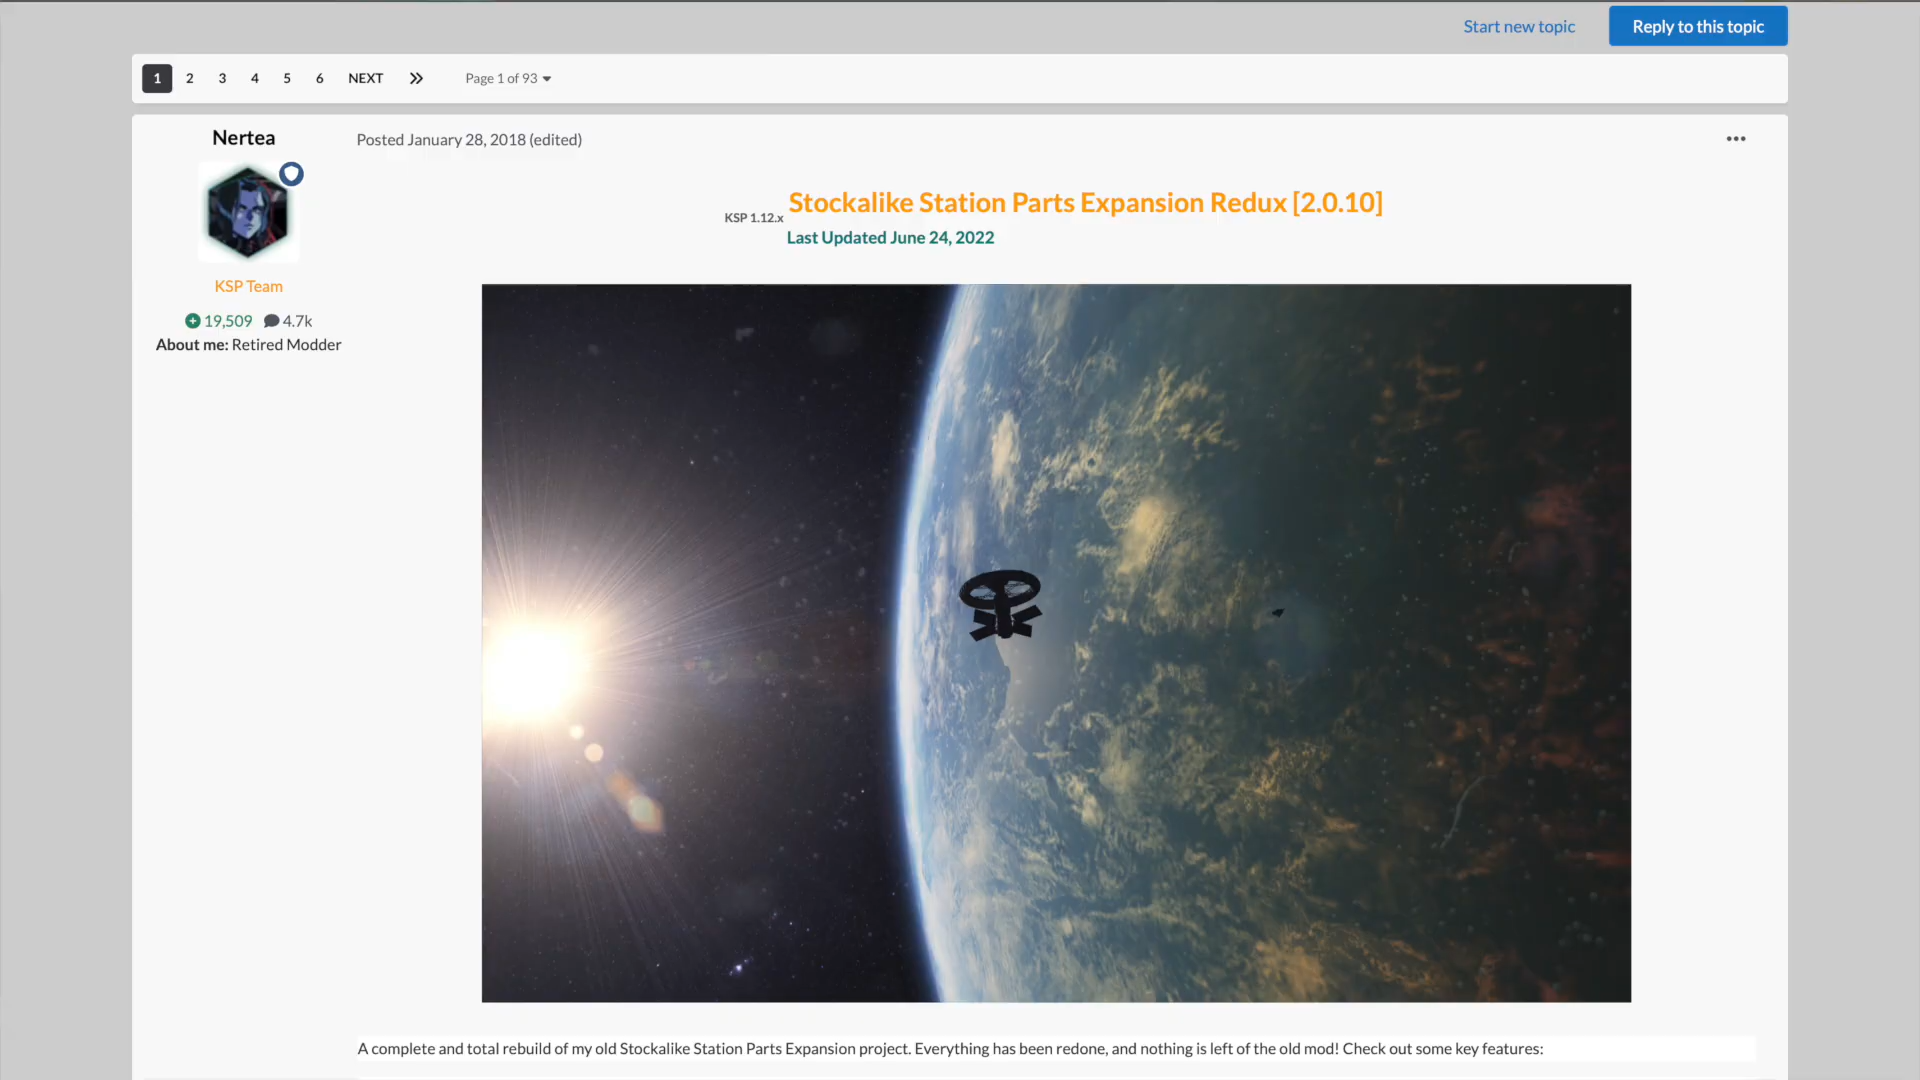 Start new topic
Reply to this topic
1 2 3 4 5 6 NEXT Page 1 of 93
Nertea
Posted January 28, 2018 (edited)
KSP 1.12.x Stockalike Station Parts Expansion Redux [2.0.10]
Last Updated June 24, 2022
KSP Team
19,509 4.7k
About me: Retired Modder
A complete and total rebuild of my old Stockalike Station Parts Expansion project. Everything has been redone, and nothing is left of the old mod! Check out some key features: